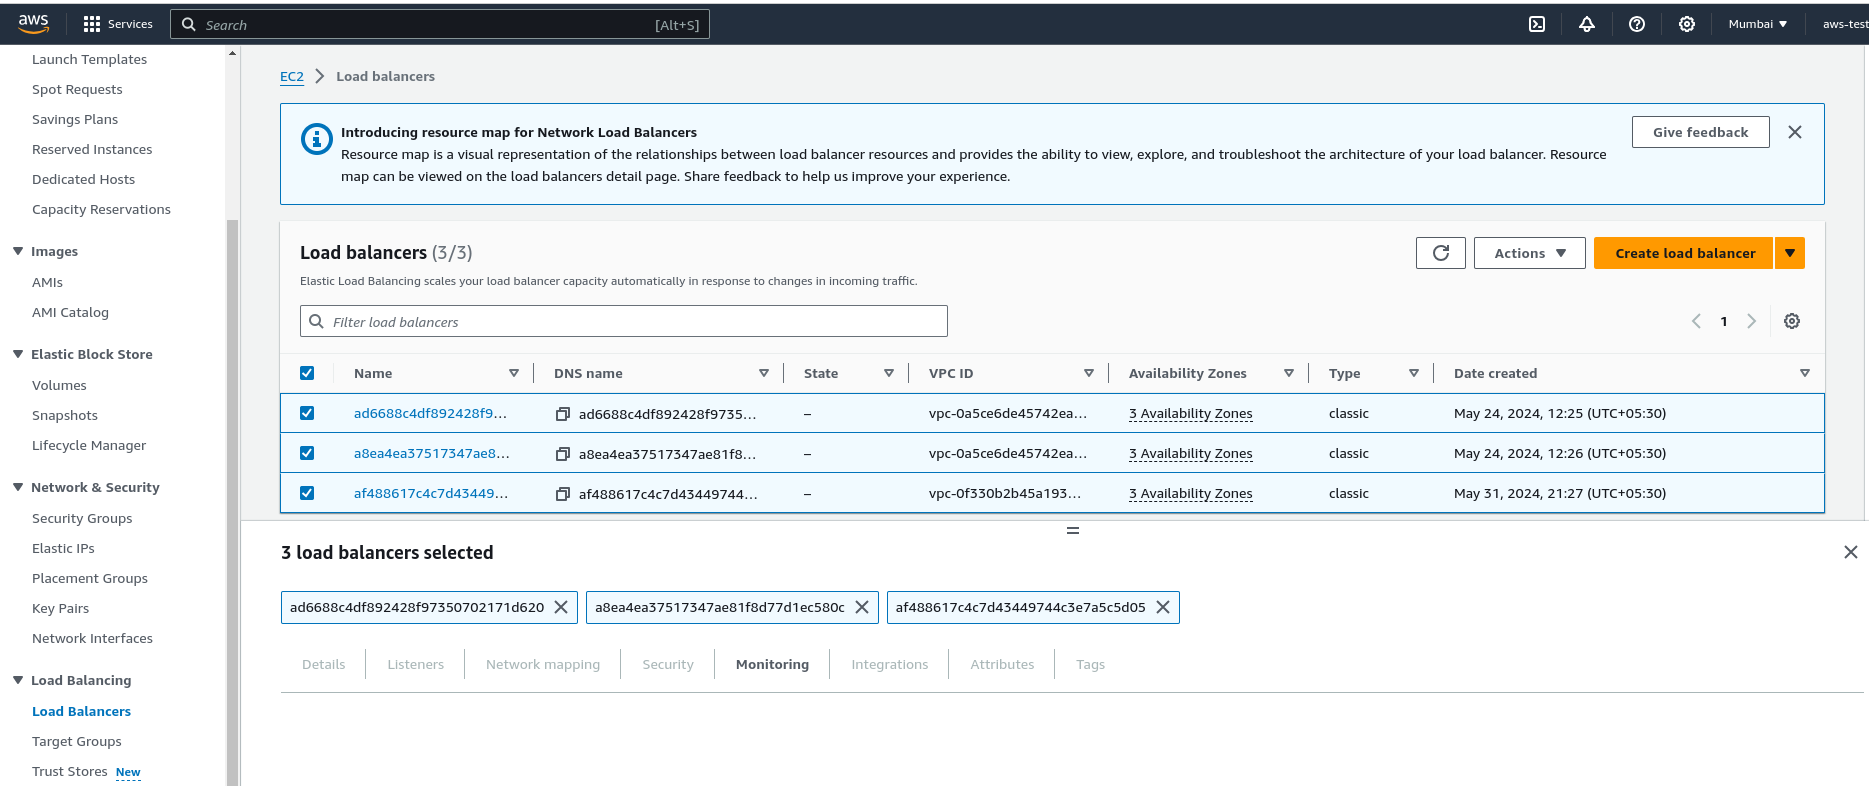 aws
Services
Search
[Alt+S]
Mumbai
aws-test
Launch Templates
Spot Requests
Savings Plans
Reserved Instances
Dedicated Hosts
Capacity Reservations
Images
AMIs
AMI Catalog
Elastic Block Store
Volumes
Snapshots
Lifecycle Manager
Network & Security
Security Groups
Elastic IPs
Placement Groups
Key Pairs
Network Interfaces
Load Balancing
Load Balancers
Target Groups
Trust Stores New
EC2 > Load balancers
Introducing resource map for Network Load Balancers
Resource map is a visual representation of the relationships between load balancer resources and provides the ability to view, explore, and troubleshoot the architecture of your load balancer. Resource
map can be viewed on the load balancers detail page. Share feedback to help us improve your experience.
Give feedback
Load balancers (3/3)
Actions
Create load balancer
Elastic Load Balancing scales your load balancer capacity automatically in response to changes in incoming traffic.
Filter load balancers
1
Name DNS name State VPC ID Availability Zones Type Date created
ad6688c4df892428f9... ad6688c4df892428f9735... – vpc-0a5ce6de45742ea... 3 Availability Zones classic May 24, 2024, 12:25 (UTC+05:30)
a8ea4ea37517347ae8... a8ea4ea37517347ae81f8... – vpc-0a5ce6de45742ea... 3 Availability Zones classic May 24, 2024, 12:26 (UTC+05:30)
af488617c4c7d43449... af488617c4c7d43449744... – vpc-0f330b2b45a193... 3 Availability Zones classic May 31, 2024, 21:27 (UTC+05:30)
3 load balancers selected
ad6688c4df892428f97350702171d620 a8ea4ea37517347ae81f8d77d1ec580c af488617c4c7d43449744c3e7a5c5d05
Details Listeners Network mapping Security Monitoring Integrations Attributes Tags